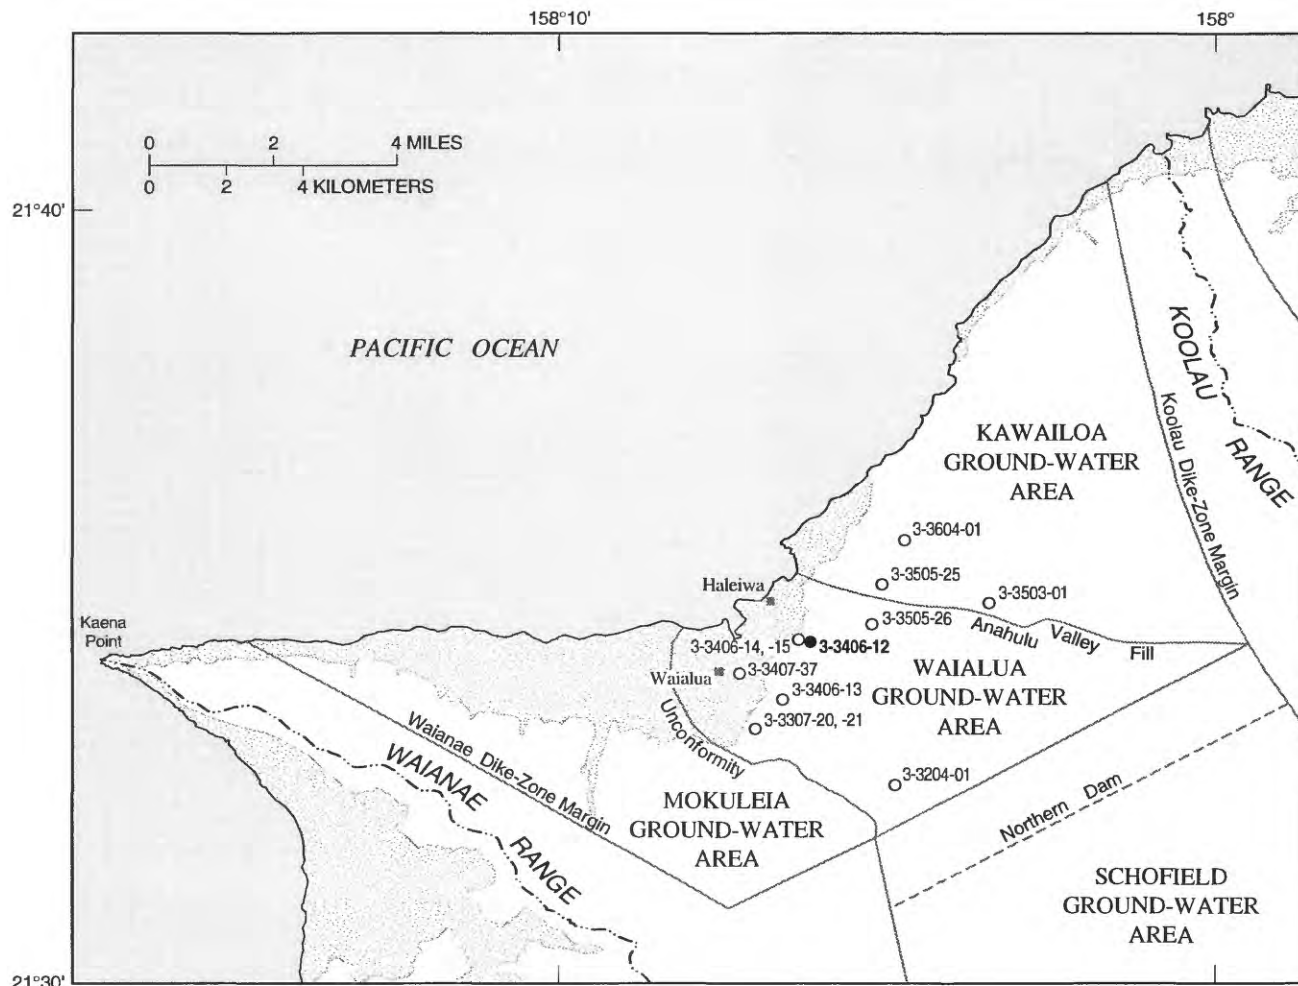 158°10'
158°
0 2 4 MILES
0 2 4 KILOMETERS
21°40'
PACIFIC OCEAN
KOOLAU
RANGE
Koolau Dike-Zone Margin
KAWAILOA
GROUND-WATER
AREA
3-3604-01
3-3505-25
3-3503-01
Haleiwa
3-3505-26
Anahulu Valley Fill
Kaena
Point
3-3406-14, -15
3-3406-12
Waialua
3-3407-37
WAIALUA
GROUND-WATER
AREA
3-3406-13
3-3307-20, -21
Unconformity
Waianae Dike-Zone Margin
WAIANAE
RANGE
3-3204-01
MOKULEIA
GROUND-WATER
AREA
Northern Dam
SCHOFIELD
GROUND-WATER
AREA
21°30'